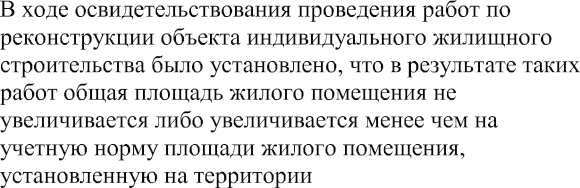 В ходе освидетельствования проведения работ по
реконструкции объекта индивидуального жилищного
строительства было установлено, что в результате таких
работ общая площадь жилого помещения не
увеличивается либо увеличивается менее чем на
учетную норму площади жилого помещения,
установленную на территории